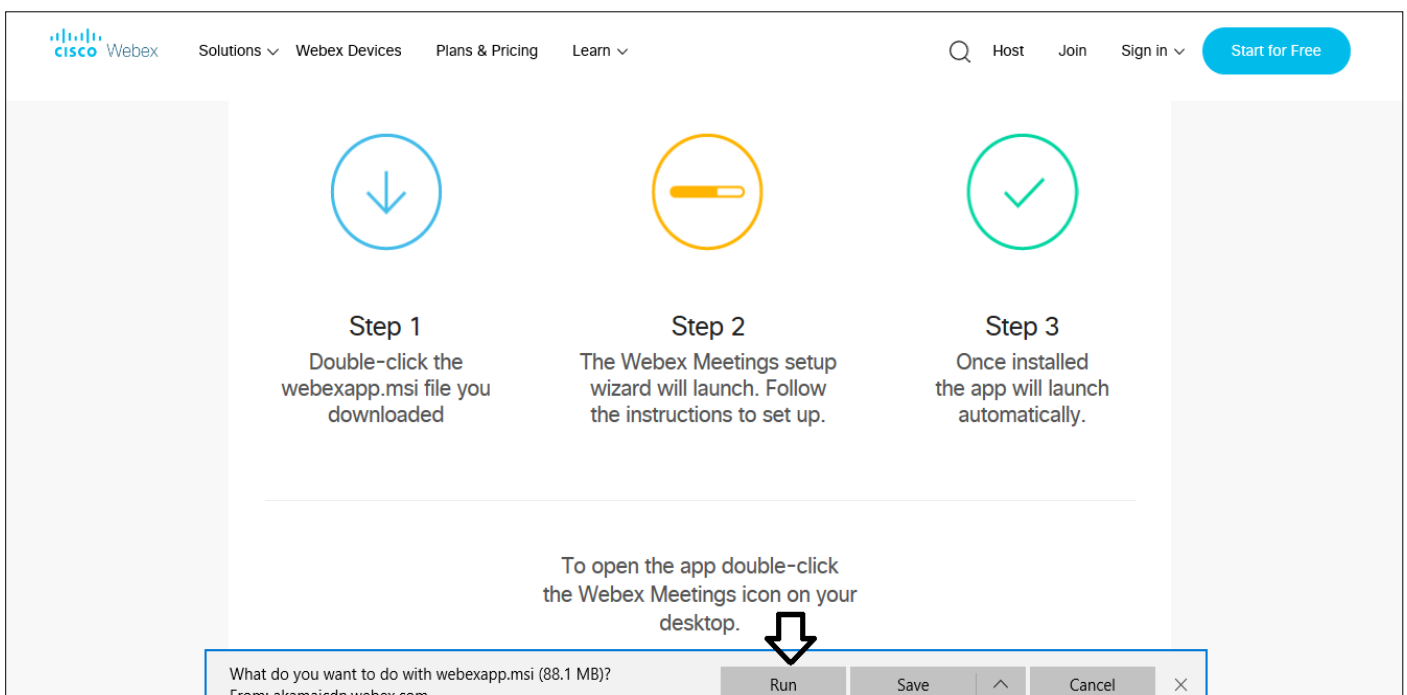 CISCO Webex Solutions Webex Devices Plans & Pricing Learn Host Join Sign in Start for Free
Step 1
Double-click the
webexapp.msi file you
downloaded
Step 2
The Webex Meetings setup
wizard will launch. Follow
the instructions to set up.
Step 3
Once installed
the app will launch
automatically.
To open the app double-click
the Webex Meetings icon on your
desktop.
What do you want to do with webexapp.msi (88.1 MB)?
From: akamaicdn.webex.com
Run Save Cancel